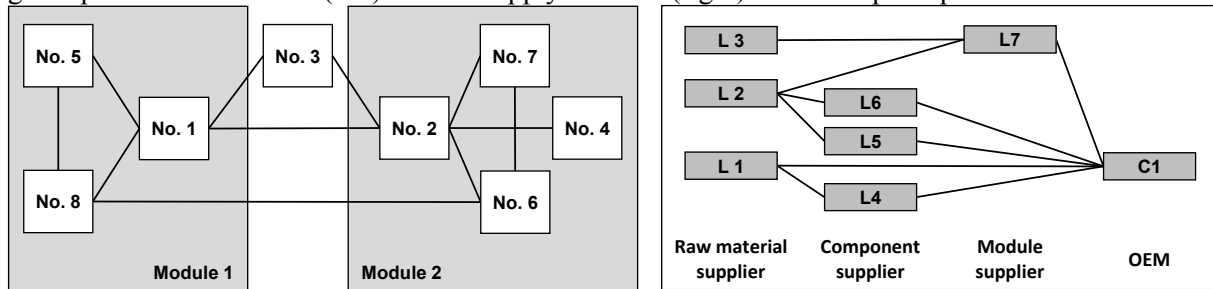 No. 5
No. 3
No. 7
No. 1
No. 2
No. 4
No. 8
No. 6
Module 1
Module 2
L 3
L7
L 2
L6
L5
L 1
C1
L4
Raw material
supplier
Component
supplier
Module
supplier
OEM